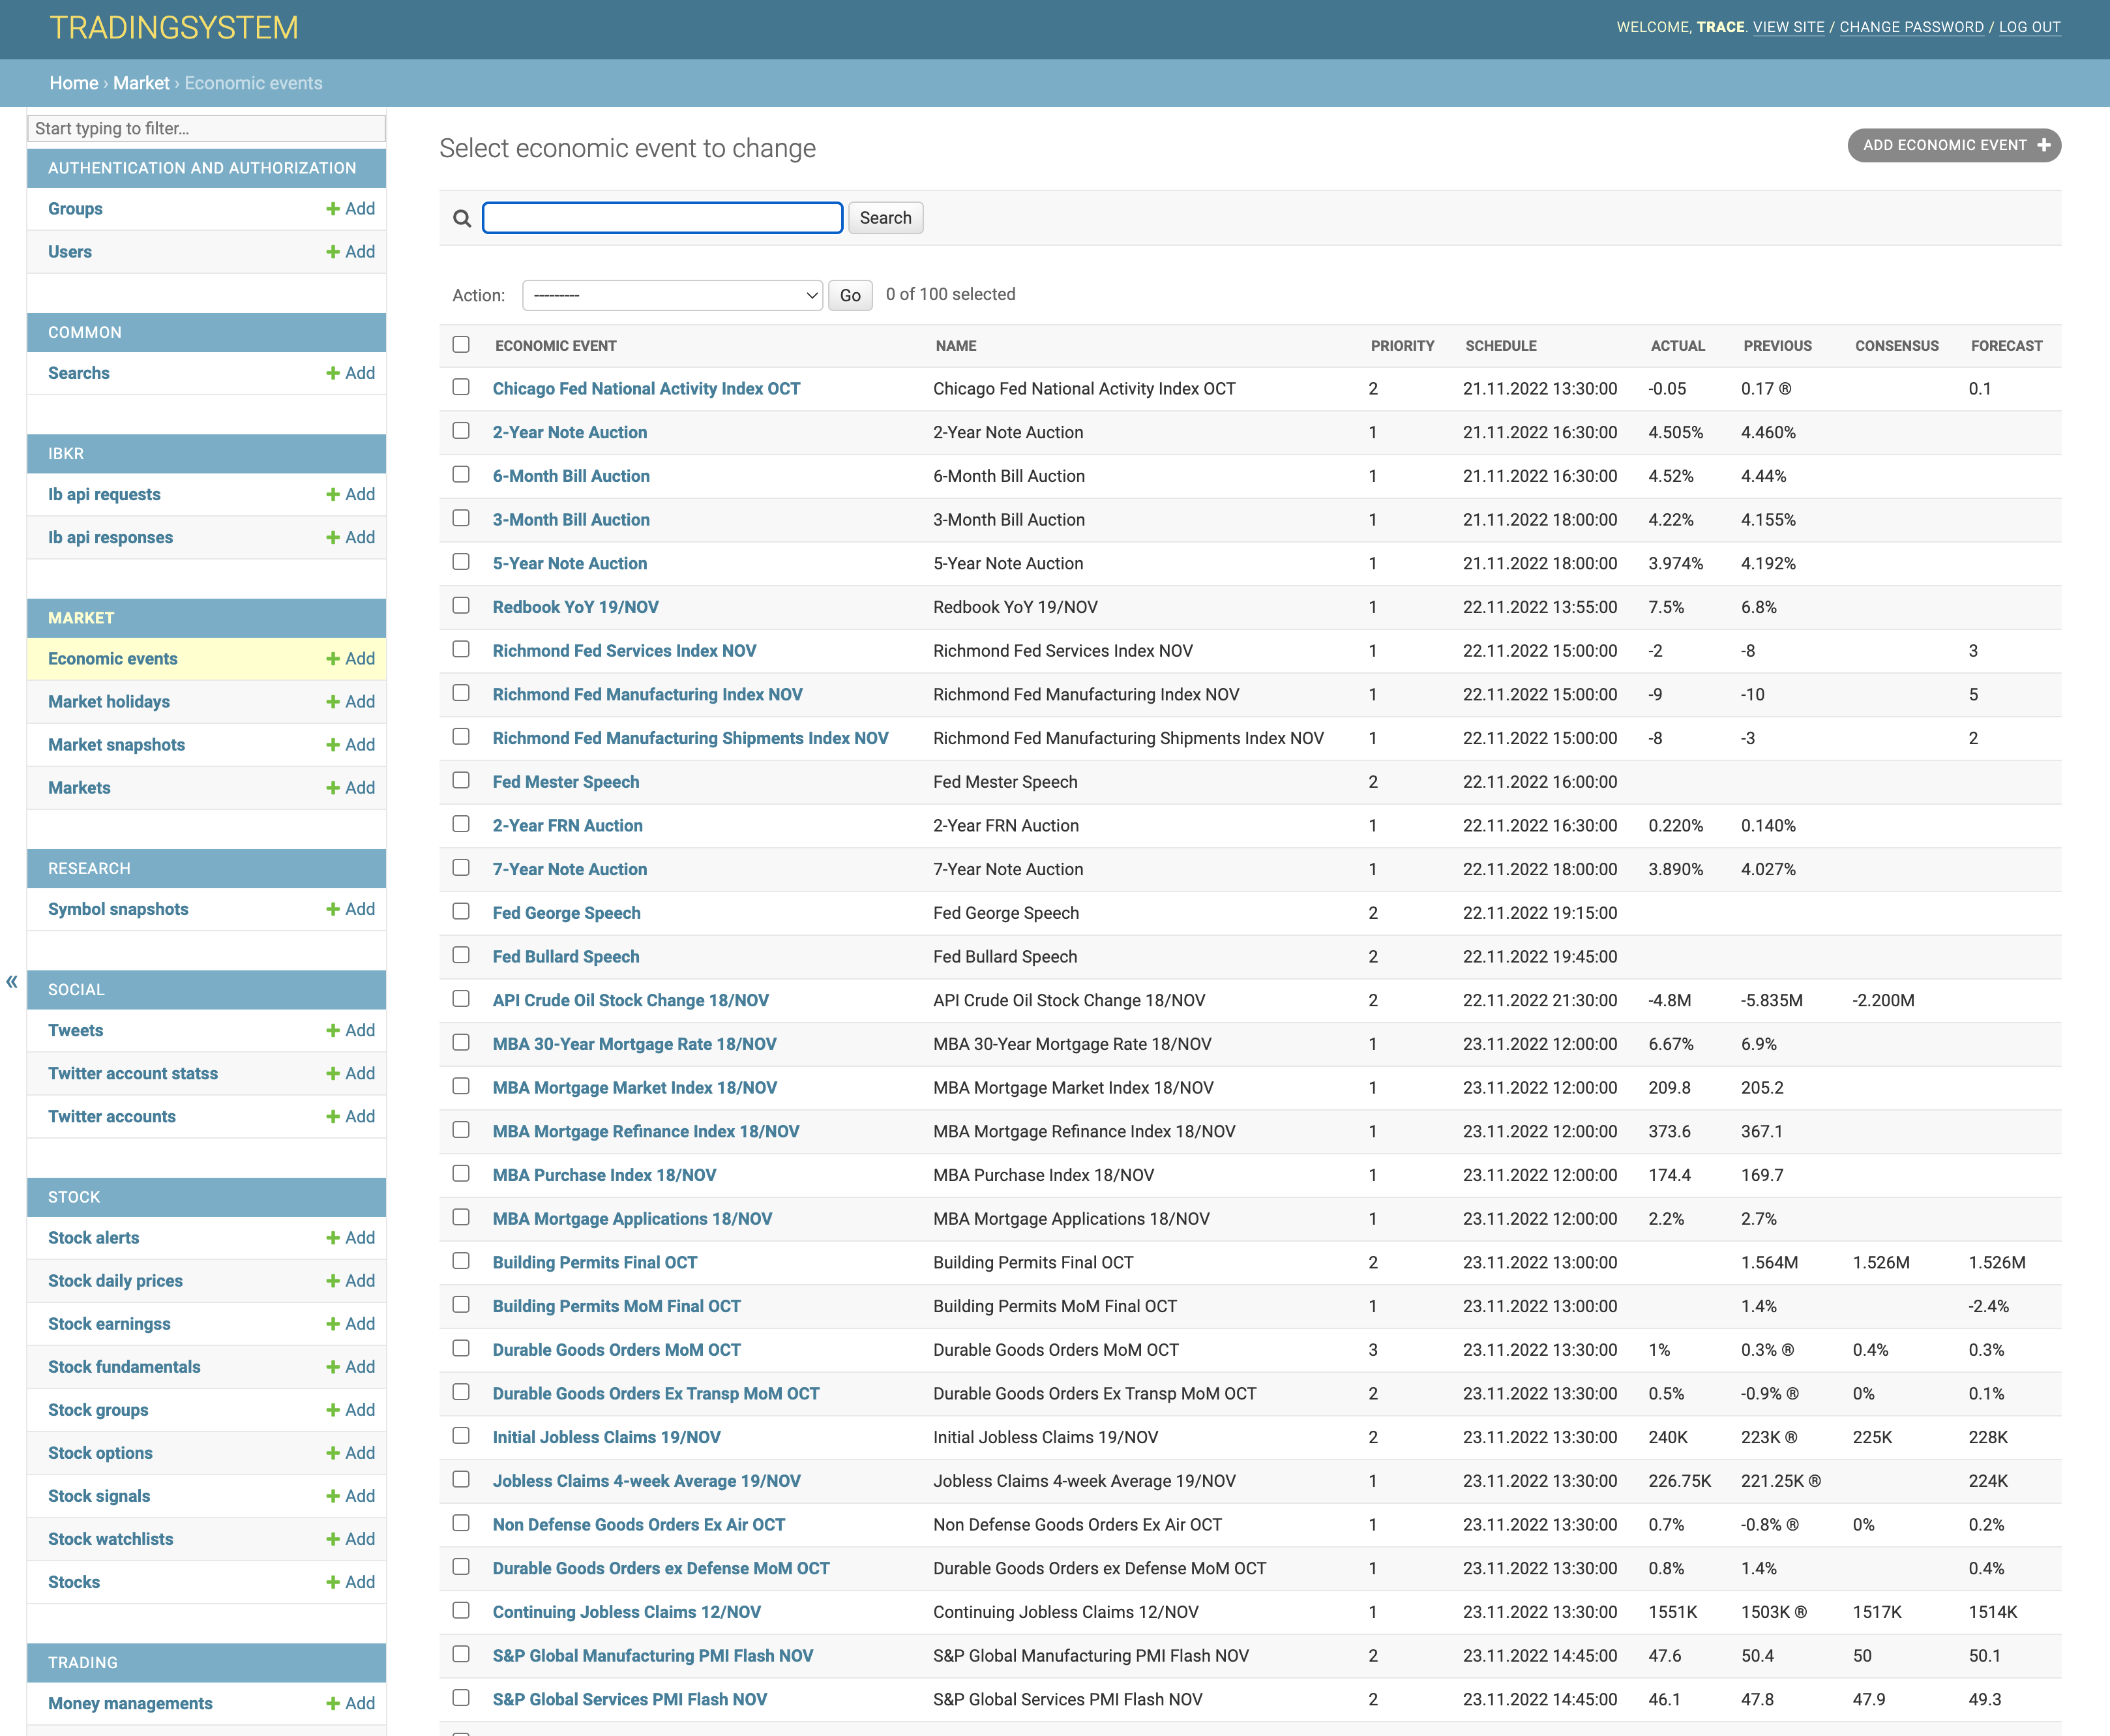 TRADINGSYSTEM
WELCOME, TRACE. VIEW SITE / CHANGE PASSWORD / LOG OUT
Home › Market › Economic events
Start typing to filter...
AUTHENTICATION AND AUTHORIZATION
Groups + Add
Users + Add
COMMON
Searchs + Add
IBKR
Ib api requests + Add
Ib api responses + Add
MARKET
Economic events + Add
Market holidays + Add
Market snapshots + Add
Markets + Add
RESEARCH
Symbol snapshots + Add
«
SOCIAL
Tweets + Add
Twitter account statss + Add
Twitter accounts + Add
STOCK
Stock alerts + Add
Stock daily prices + Add
Stock earningss + Add
Stock fundamentals + Add
Stock groups + Add
Stock options + Add
Stock signals + Add
Stock watchlists + Add
Stocks + Add
TRADING
Money managements + Add
Select economic event to change
ADD ECONOMIC EVENT +
Search
Action: --------- Go 0 of 100 selected
ECONOMIC EVENT NAME PRIORITY SCHEDULE ACTUAL PREVIOUS CONSENSUS FORECAST
Chicago Fed National Activity Index OCT Chicago Fed National Activity Index OCT 2 21.11.2022 13:30:00 -0.05 0.17 ® 0.1
2-Year Note Auction 2-Year Note Auction 1 21.11.2022 16:30:00 4.505% 4.460%
6-Month Bill Auction 6-Month Bill Auction 1 21.11.2022 16:30:00 4.52% 4.44%
3-Month Bill Auction 3-Month Bill Auction 1 21.11.2022 18:00:00 4.22% 4.155%
5-Year Note Auction 5-Year Note Auction 1 21.11.2022 18:00:00 3.974% 4.192%
Redbook YoY 19/NOV Redbook YoY 19/NOV 1 22.11.2022 13:55:00 7.5% 6.8%
Richmond Fed Services Index NOV Richmond Fed Services Index NOV 1 22.11.2022 15:00:00 -2 -8 3
Richmond Fed Manufacturing Index NOV Richmond Fed Manufacturing Index NOV 1 22.11.2022 15:00:00 -9 -10 5
Richmond Fed Manufacturing Shipments Index NOV Richmond Fed Manufacturing Shipments Index NOV 1 22.11.2022 15:00:00 -8 -3 2
Fed Mester Speech Fed Mester Speech 2 22.11.2022 16:00:00
2-Year FRN Auction 2-Year FRN Auction 1 22.11.2022 16:30:00 0.220% 0.140%
7-Year Note Auction 7-Year Note Auction 1 22.11.2022 18:00:00 3.890% 4.027%
Fed George Speech Fed George Speech 2 22.11.2022 19:15:00
Fed Bullard Speech Fed Bullard Speech 2 22.11.2022 19:45:00
API Crude Oil Stock Change 18/NOV API Crude Oil Stock Change 18/NOV 2 22.11.2022 21:30:00 -4.8M -5.835M -2.200M
MBA 30-Year Mortgage Rate 18/NOV MBA 30-Year Mortgage Rate 18/NOV 1 23.11.2022 12:00:00 6.67% 6.9%
MBA Mortgage Market Index 18/NOV MBA Mortgage Market Index 18/NOV 1 23.11.2022 12:00:00 209.8 205.2
MBA Mortgage Refinance Index 18/NOV MBA Mortgage Refinance Index 18/NOV 1 23.11.2022 12:00:00 373.6 367.1
MBA Purchase Index 18/NOV MBA Purchase Index 18/NOV 1 23.11.2022 12:00:00 174.4 169.7
MBA Mortgage Applications 18/NOV MBA Mortgage Applications 18/NOV 1 23.11.2022 12:00:00 2.2% 2.7%
Building Permits Final OCT Building Permits Final OCT 2 23.11.2022 13:00:00 1.564M 1.526M 1.526M
Building Permits MoM Final OCT Building Permits MoM Final OCT 1 23.11.2022 13:00:00 1.4% -2.4%
Durable Goods Orders MoM OCT Durable Goods Orders MoM OCT 3 23.11.2022 13:30:00 1% 0.3% ® 0.4% 0.3%
Durable Goods Orders Ex Transp MoM OCT Durable Goods Orders Ex Transp MoM OCT 2 23.11.2022 13:30:00 0.5% -0.9% ® 0% 0.1%
Initial Jobless Claims 19/NOV Initial Jobless Claims 19/NOV 2 23.11.2022 13:30:00 240K 223K ® 225K 228K
Jobless Claims 4-week Average 19/NOV Jobless Claims 4-week Average 19/NOV 1 23.11.2022 13:30:00 226.75K 221.25K ® 224K
Non Defense Goods Orders Ex Air OCT Non Defense Goods Orders Ex Air OCT 1 23.11.2022 13:30:00 0.7% -0.8% ® 0% 0.2%
Durable Goods Orders ex Defense MoM OCT Durable Goods Orders ex Defense MoM OCT 1 23.11.2022 13:30:00 0.8% 1.4% 0.4%
Continuing Jobless Claims 12/NOV Continuing Jobless Claims 12/NOV 1 23.11.2022 13:30:00 1551K 1503K ® 1517K 1514K
S&P Global Manufacturing PMI Flash NOV S&P Global Manufacturing PMI Flash NOV 2 23.11.2022 14:45:00 47.6 50.4 50 50.1
S&P Global Services PMI Flash NOV S&P Global Services PMI Flash NOV 2 23.11.2022 14:45:00 46.1 47.8 47.9 49.3